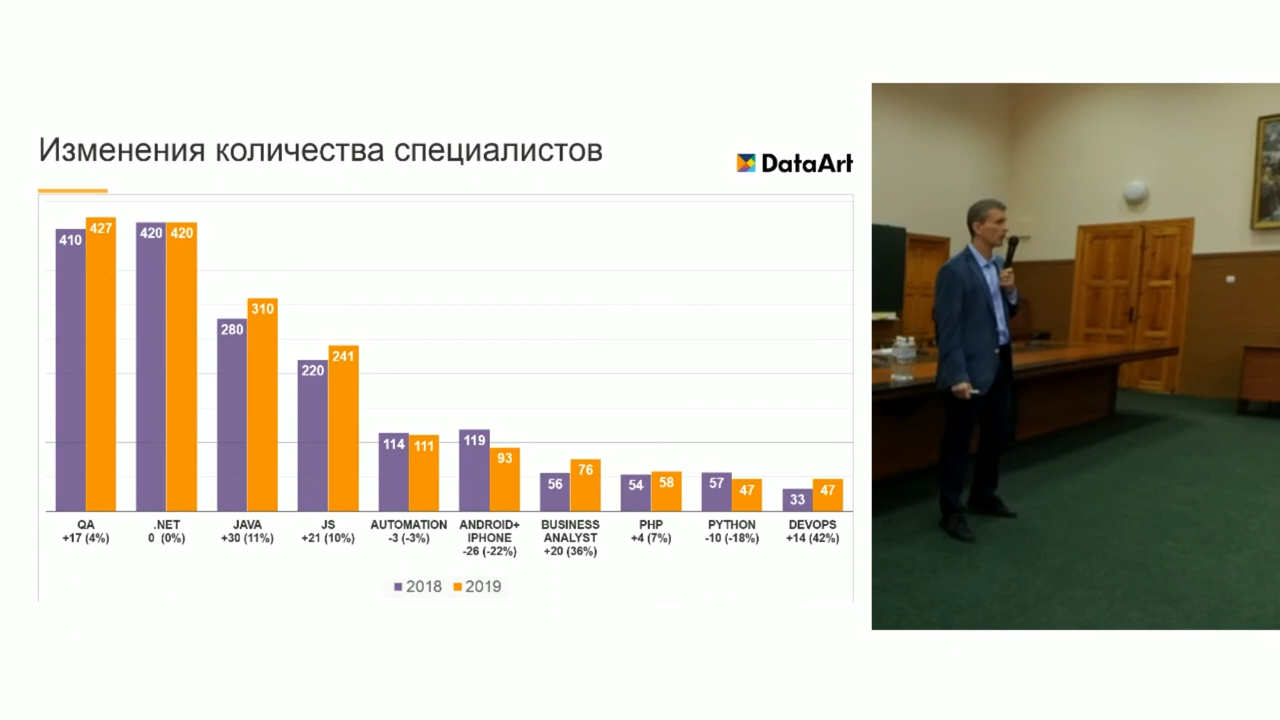 Изменения количества специалистов
DataArt
410 427 420 420 280 310 220 241 114 111 119 93 56 76 54 58 57 47 33 47
QA
+17 (4%)
.NET
0 (0%)
JAVA
+30 (11%)
JS
+21 (10%)
AUTOMATION
-3 (-3%)
ANDROID+
IPHONE
-26 (-22%)
BUSINESS
ANALYST
+20 (36%)
PHP
+4 (7%)
PYTHON
-10 (-18%)
DEVOPS
+14 (42%)
2018 2019